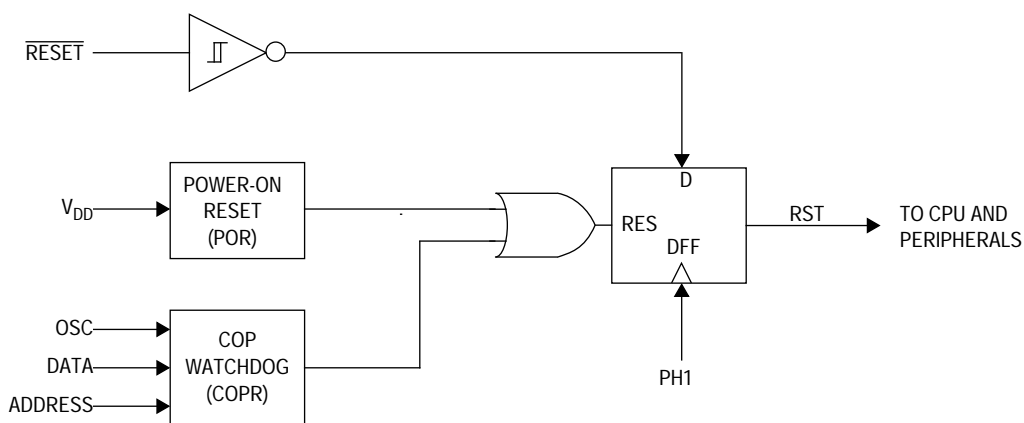 RESET
POWER-ON
RESET
(POR)
VDD
D
RES
DFF
RST
TO CPU AND
PERIPHERALS
OSC
DATA
ADDRESS
COP
WATCHDOG
(COPR)
PH1